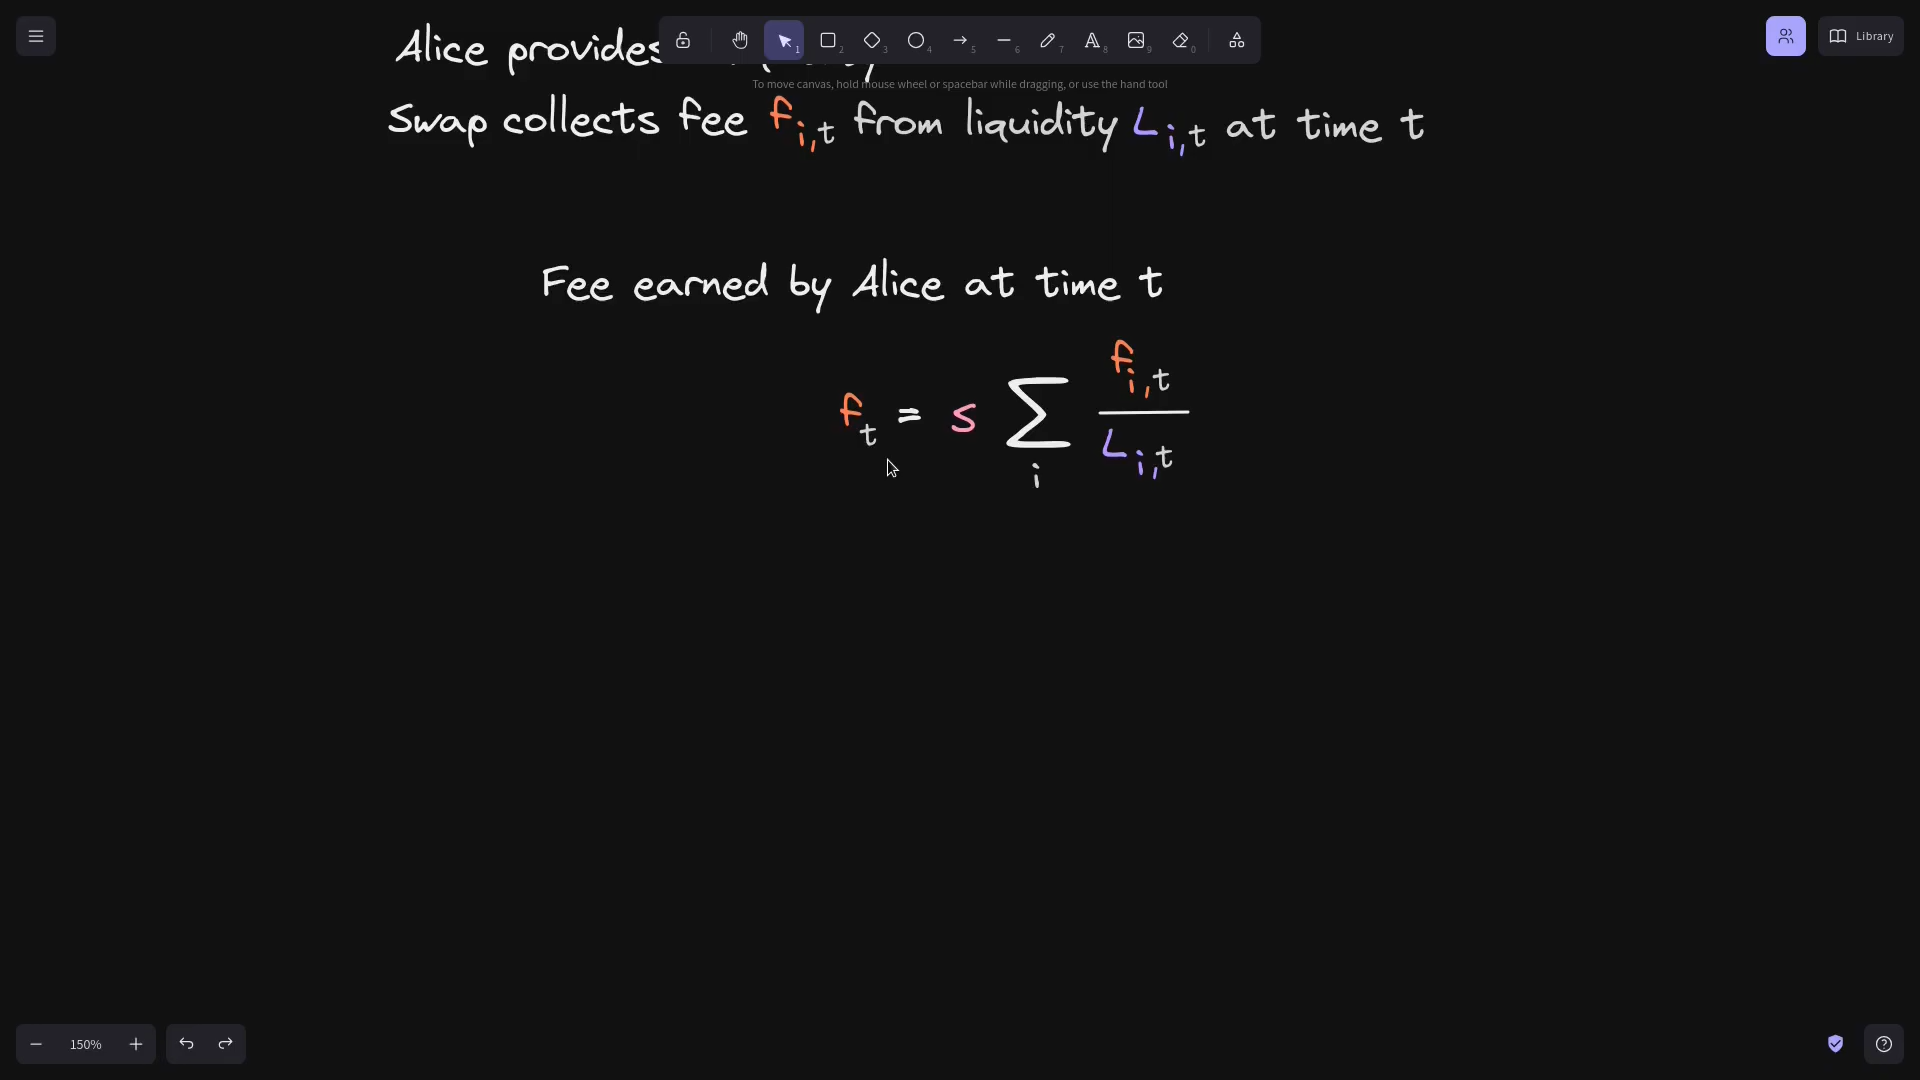 Alice provides
Library
To move canvas, hold mouse wheel or spacebar while dragging, or use the hand tool
Swap collects fee f i,t from liquidity L i,t at time t
Fee earned by Alice at time t
f t = s ∑ i f i,t / L i,t
150%